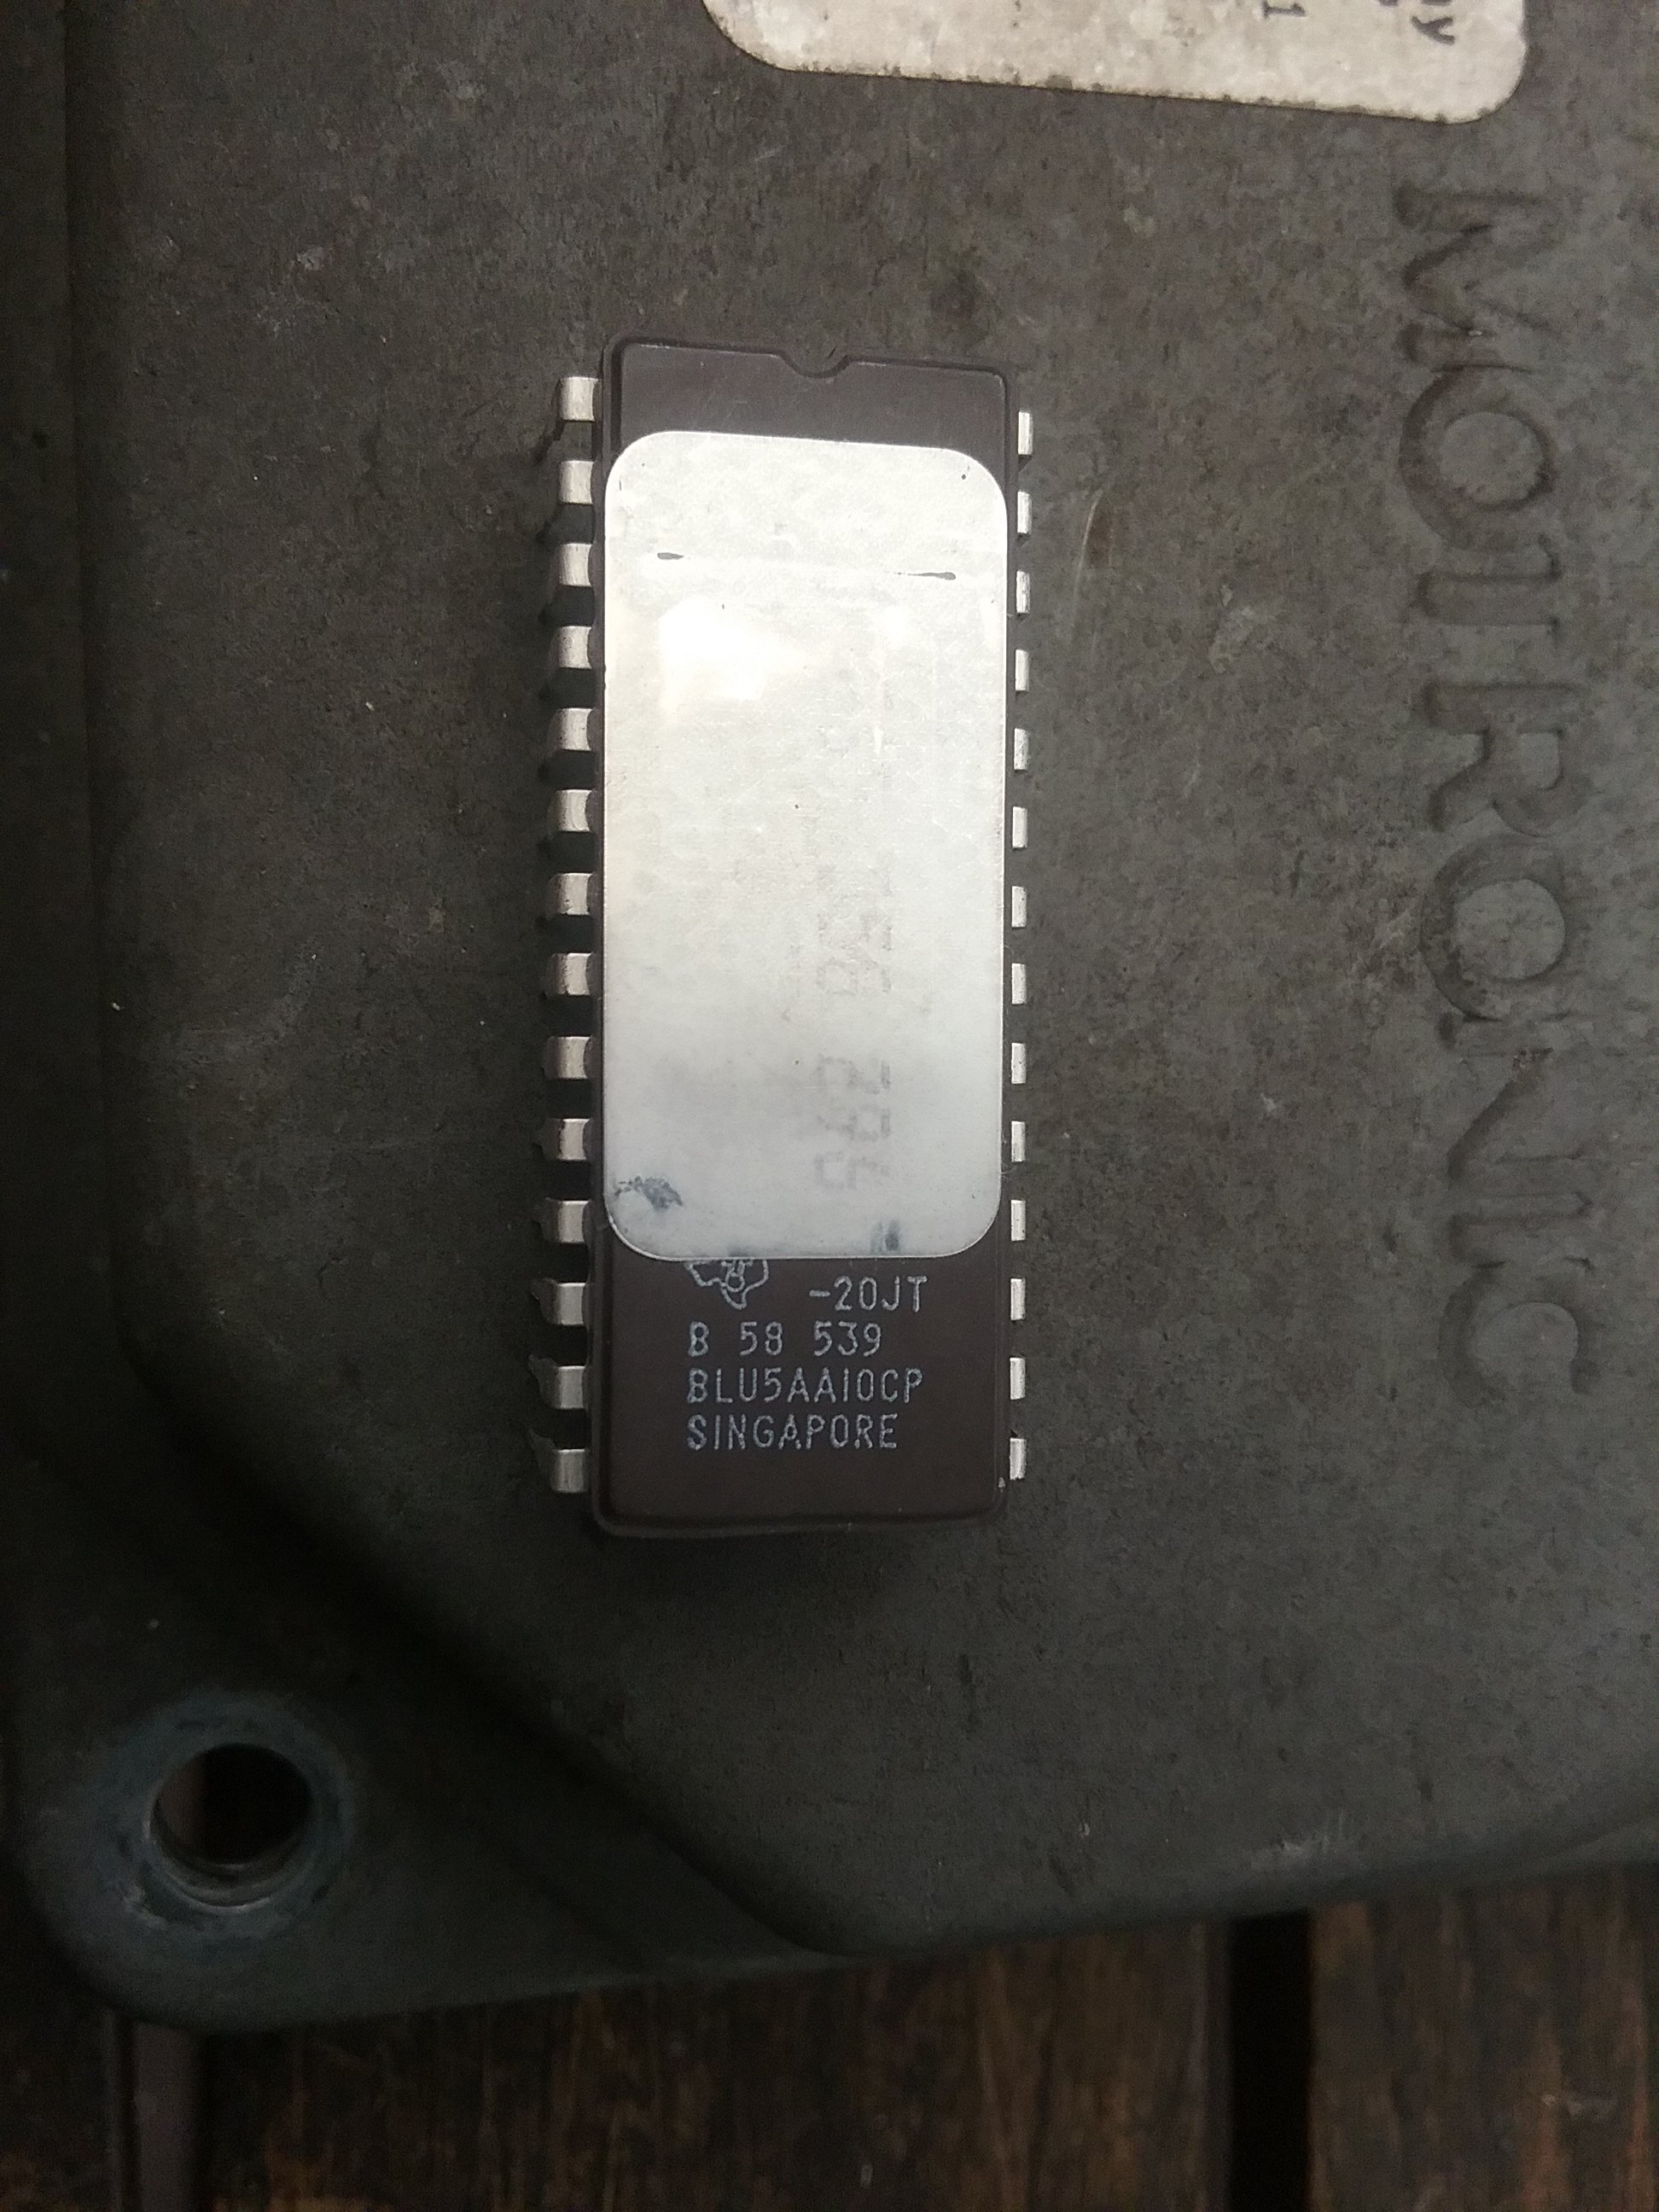 MOTRONIC
-20JT
B 58 539
BLU5AA10CP
SINGAPORE